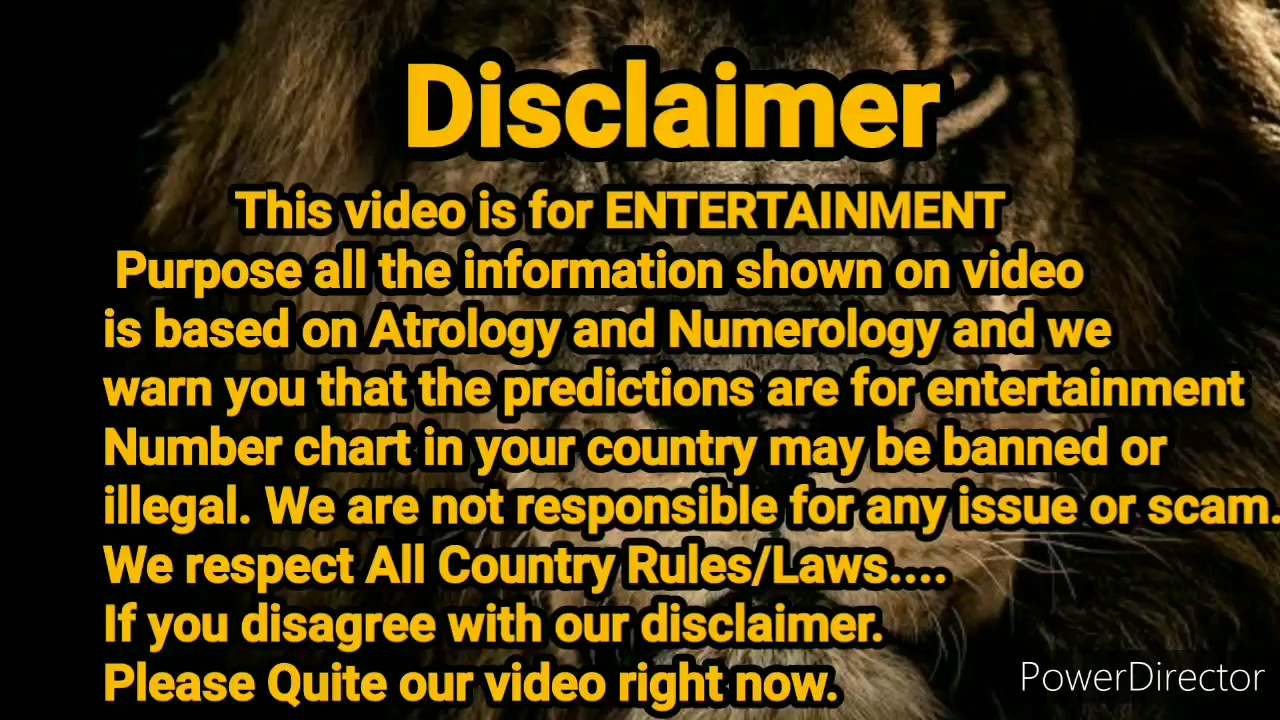 Disclaimer
This video is for ENTERTAINMENT
Purpose all the information shown on video
is based on Atrology and Numerology and we
warn you that the predictions are for entertainment
Number chart in your country may be banned or
illegal. We are not responsible for any issue or scam.
We respect All Country Rules/Laws....
If you disagree with our disclaimer.
Please Quite our video right now.
PowerDirector